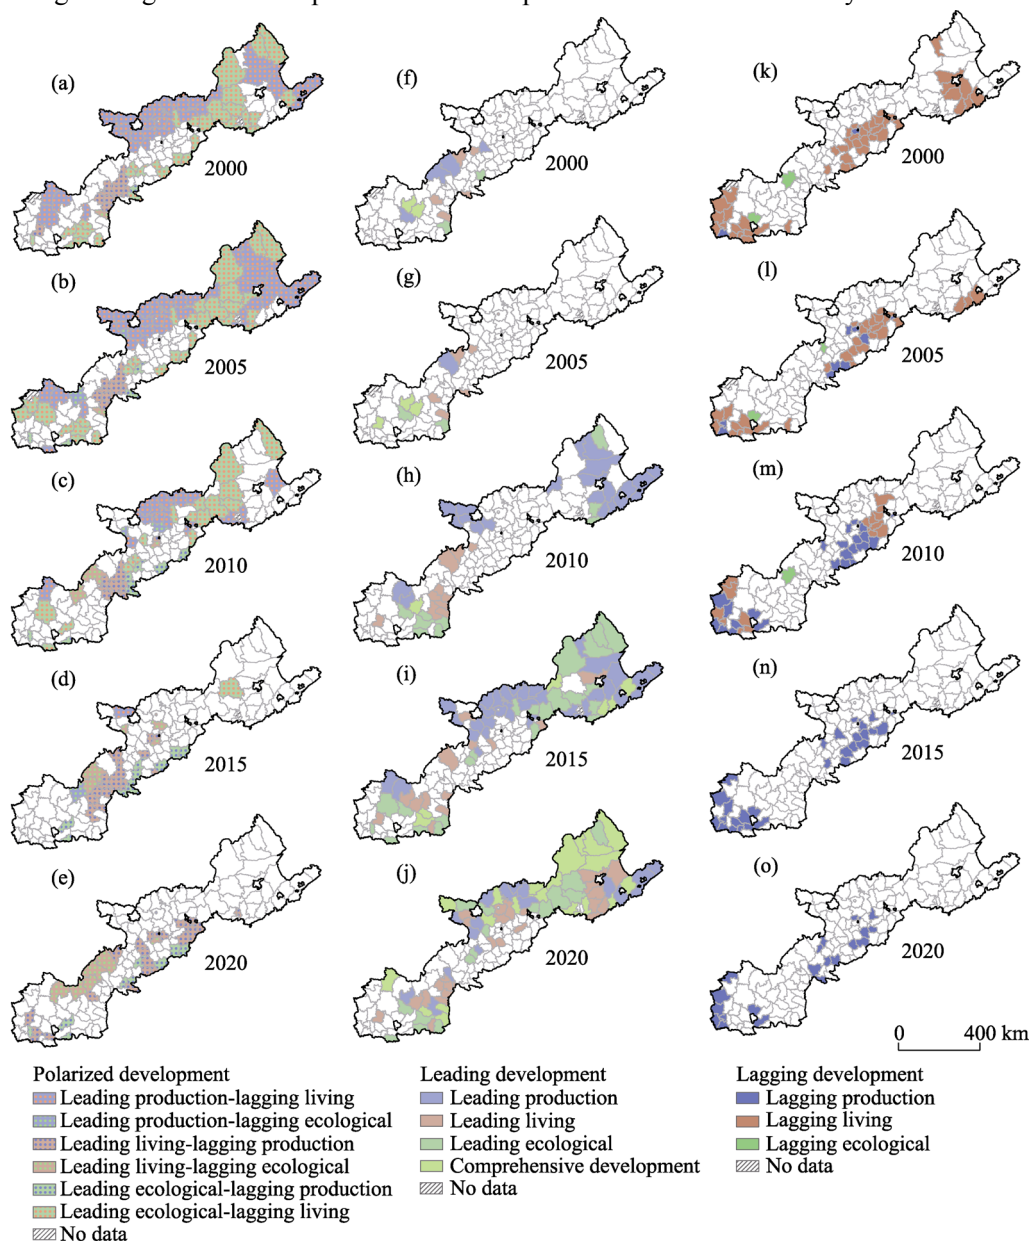 (a)
2000
(f)
2000
(k)
2000
(b)
2005
(g)
2005
(l)
2005
(c)
2010
(h)
2010
(m)
2010
(d)
2015
(i)
2015
(n)
2015
(e)
2020
(j)
2020
(o)
2020
0 400 km
Polarized development
Leading production-lagging living
Leading production-lagging ecological
Leading living-lagging production
Leading living-lagging ecological
Leading ecological-lagging production
Leading ecological-lagging living
No data
Leading development
Leading production
Leading living
Leading ecological
Comprehensive development
No data
Lagging development
Lagging production
Lagging living
Lagging ecological
No data